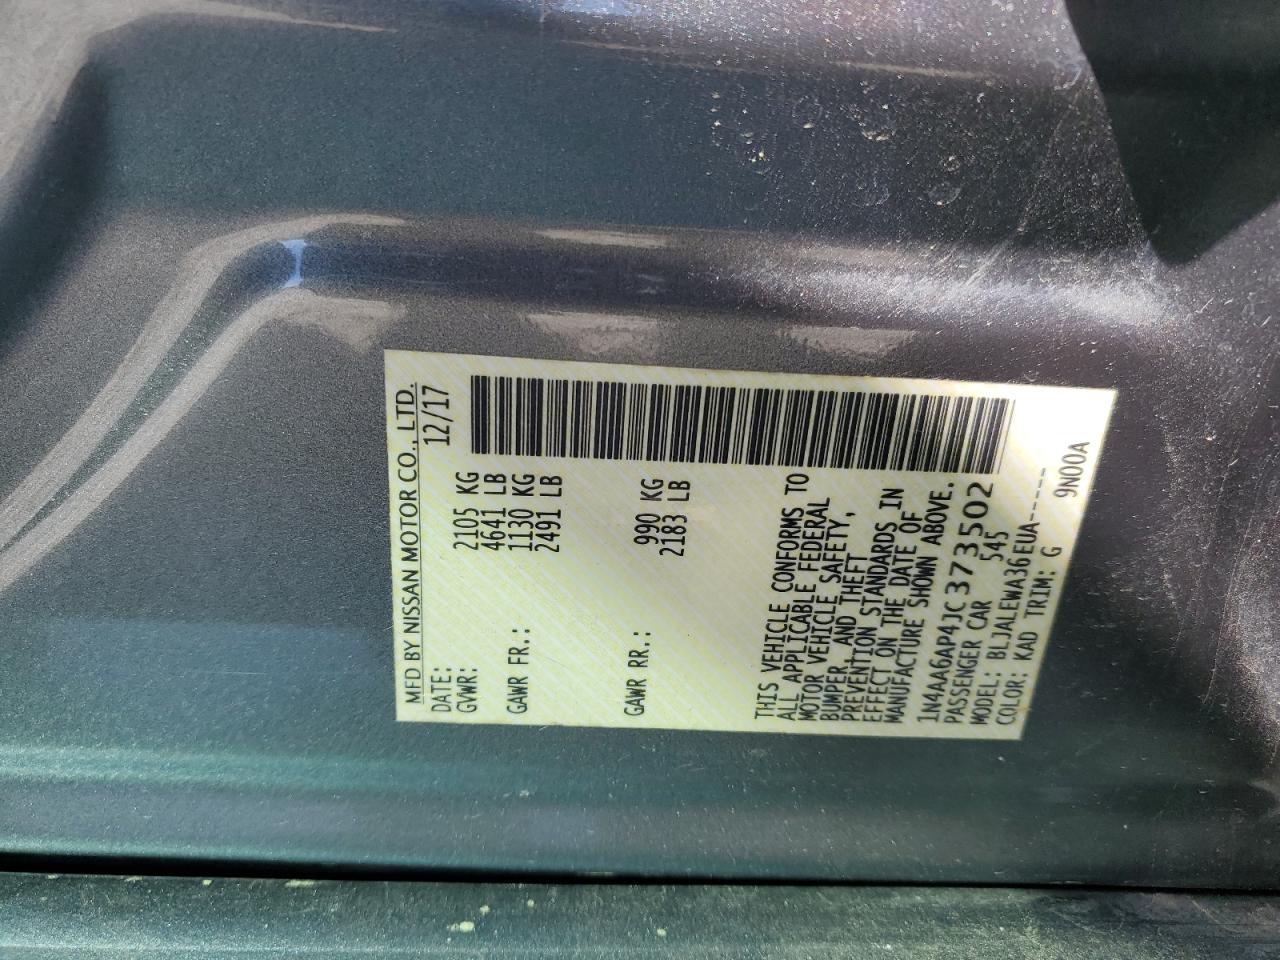 MFD BY NISSAN MOTOR CO., LTD.
DATE: 12/17
GVWR: 2105 KG
4641 LB
GAWR FR.: 1130 KG
2491 LB
GAWR RR.: 990 KG
2183 LB
THIS VEHICLE CONFORMS TO
ALL APPLICABLE FEDERAL
MOTOR VEHICLE SAFETY,
BUMPER, AND THEFT
PREVENTION STANDARDS IN
EFFECT ON THE DATE OF
MANUFACTURE SHOWN ABOVE.
1N4AA6AP4JC373502
PASSENGER CAR 545
MODEL: BLJALEWA36EUA-----
COLOR: KAD TRIM: G 9N00A